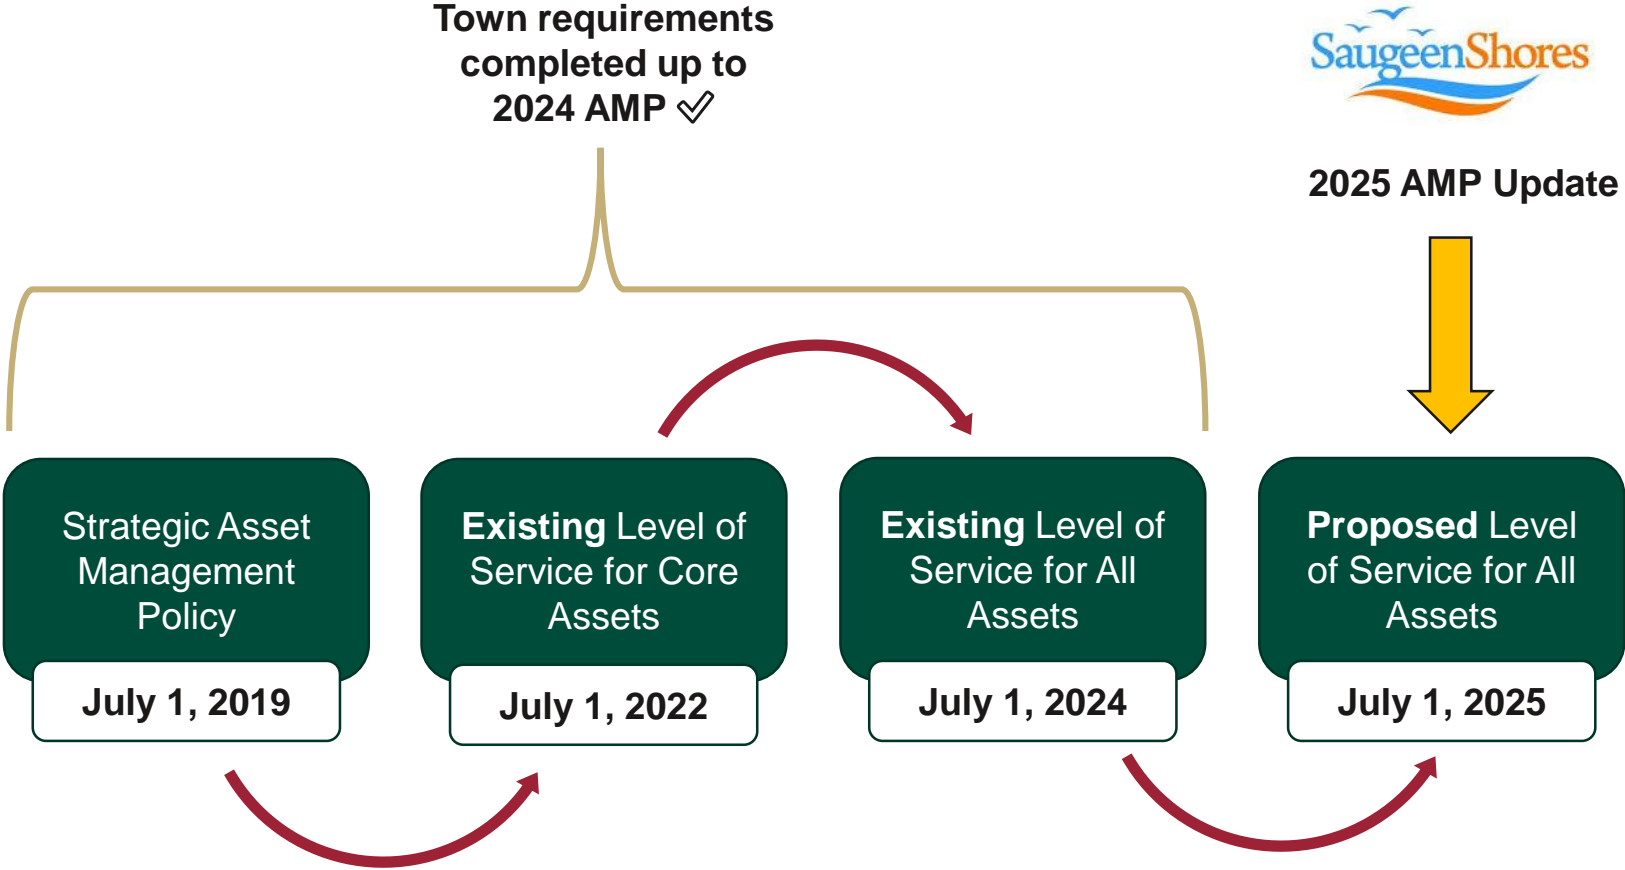 Town requirements
completed up to
2024 AMP ✓
SaugeenShores
2025 AMP Update
Strategic Asset
Management
Policy
July 1, 2019
Existing Level of
Service for Core
Assets
July 1, 2022
Existing Level of
Service for All
Assets
July 1, 2024
Proposed Level
of Service for All
Assets
July 1, 2025